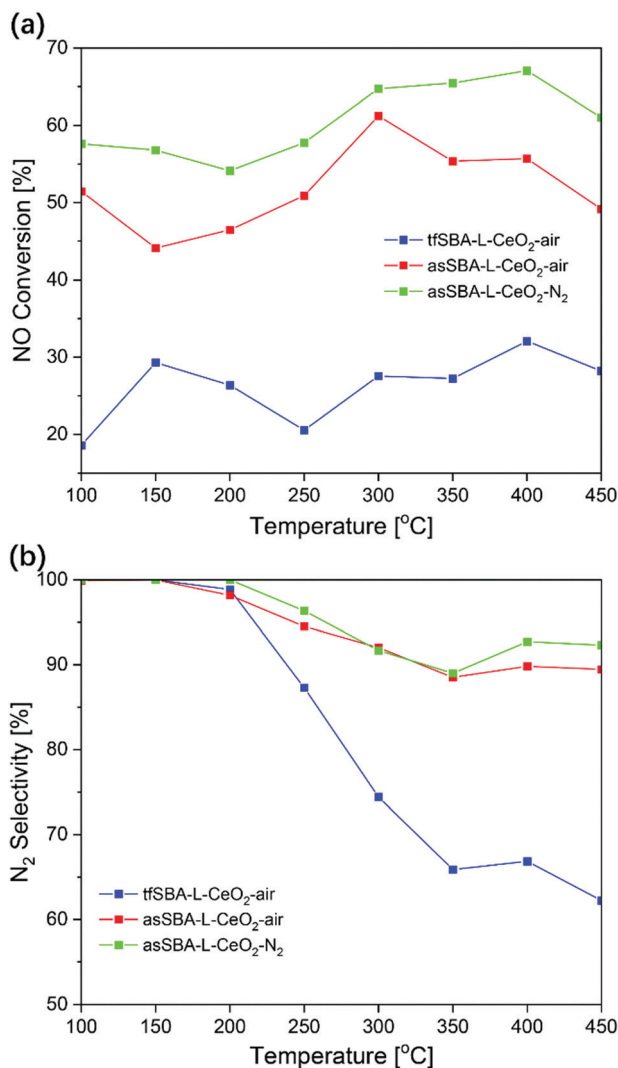 (a)
70
60
50
40
30
20
NO Conversion [%]
tfSBA-L-CeO₂-air
asSBA-L-CeO₂-air
asSBA-L-CeO₂-N₂
100 150 200 250 300 350 400 450
Temperature [°C]
(b)
100
90
80
70
60
50
N₂ Selectivity [%]
tfSBA-L-CeO₂-air
asSBA-L-CeO₂-air
asSBA-L-CeO₂-N₂
100 150 200 250 300 350 400 450
Temperature [°C]